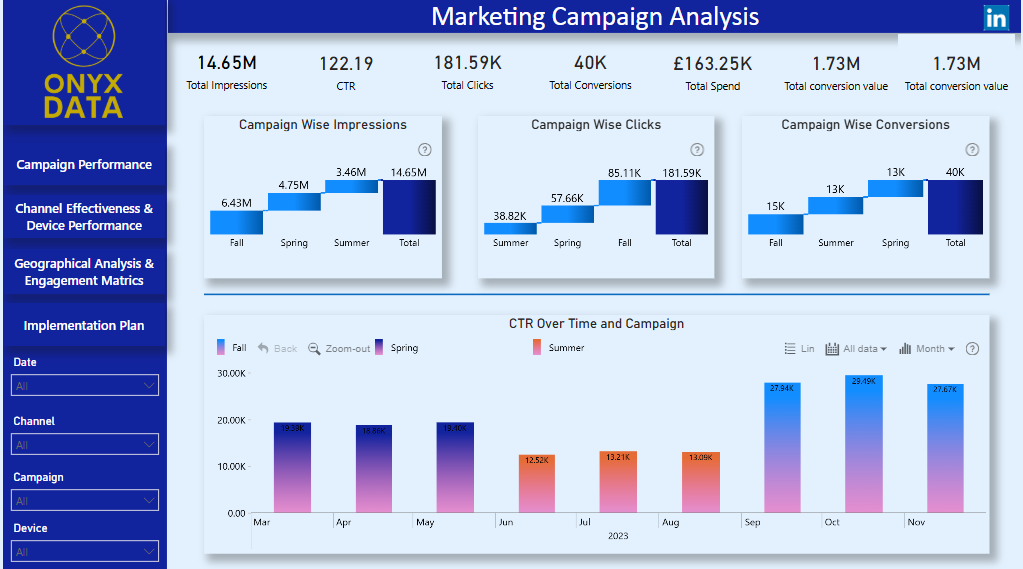 Marketing Campaign Analysis
in
ONYX
DATA
14.65M
Total Impressions
122.19
CTR
181.59K
Total Clicks
40K
Total Conversions
£163.25K
Total Spend
1.73M
Total conversion value
1.73M
Total conversion value
Campaign Performance
Channel Effectiveness &
Device Performance
Geographical Analysis &
Engagement Matrics
Implementation Plan
Date
All
Channel
All
Campaign
All
Device
All
Campaign Wise Impressions
?
6.43M
4.75M
3.46M
14.65M
Fall Spring Summer Total
Campaign Wise Clicks
?
38.82K
57.66K
85.11K
181.59K
Summer Spring Fall Total
Campaign Wise Conversions
?
15K
13K
13K
40K
Fall Summer Spring Total
CTR Over Time and Campaign
Fall Back Zoom-out Spring Summer Lin All data Month ?
30.00K
20.00K
10.00K
0.00
19.39K
18.86K
19.40K
12.52K
13.21K
13.09K
27.94K
29.49K
27.67K
Mar Apr May Jun Jul Aug Sep Oct Nov
2023